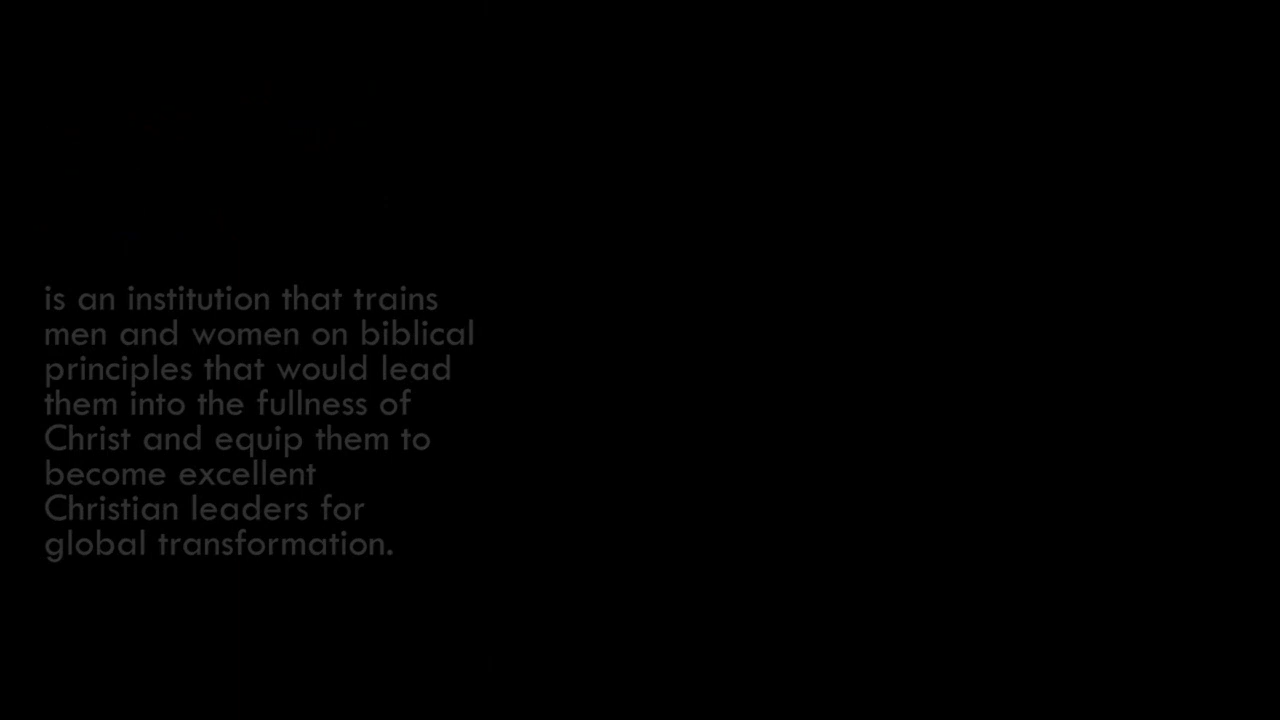 is an institution that trains
men and women on biblical
principles that would lead
them into the fullness of
Christ and equip them to
become excellent
Christian leaders for
global transformation.